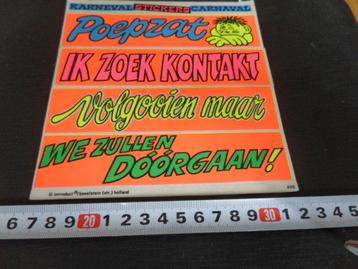 KARNEVAL STICKERS CARNAVAL
Poepzat
IK ZOEK KONTAKT
Volgooien maar
WE ZULLEN
DÓÓRGAAN!
holland
7 8 9 20 1 2 3 4 5 6 7 8 9 30 1 2 3 4 5